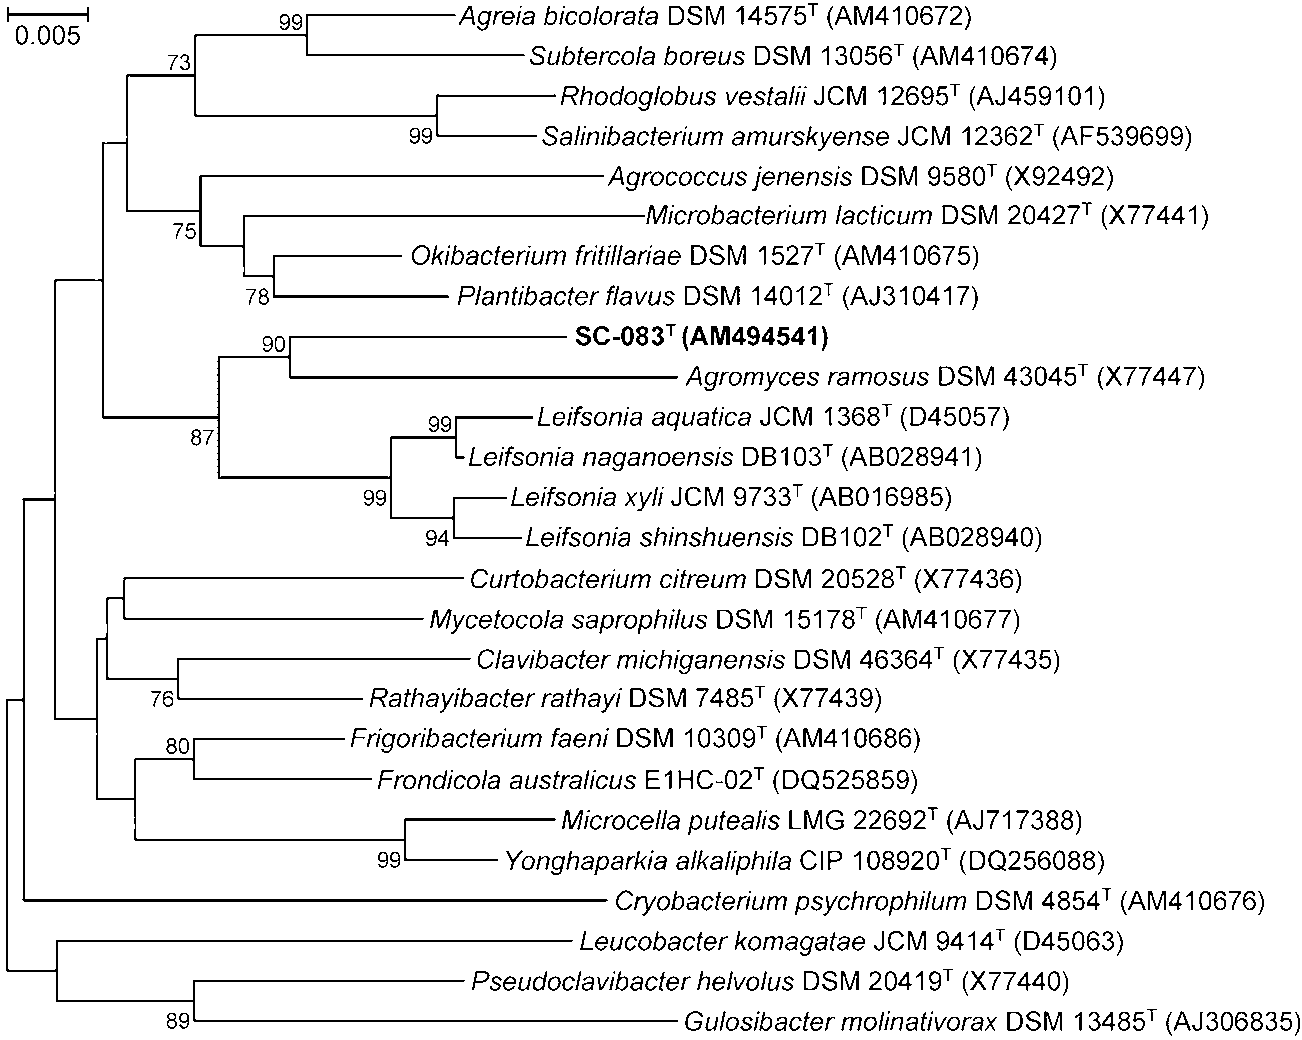 99 Agreia bicolorata DSM 14575ᵀ (AM410672)
0.005
73 Subtercola boreus DSM 13056ᵀ (AM410674)
Rhodoglobus vestalii JCM 12695ᵀ (AJ459101)
99 Salinibacterium amurskyense JCM 12362ᵀ (AF539699)
Agrococcus jenensis DSM 9580ᵀ (X92492)
75 Microbacterium lacticum DSM 20427ᵀ (X77441)
Okibacterium fritillariae DSM 1527ᵀ (AM410675)
78 Plantibacter flavus DSM 14012ᵀ (AJ310417)
90 SC-083ᵀ (AM494541)
Agromyces ramosus DSM 43045ᵀ (X77447)
99 Leifsonia aquatica JCM 1368ᵀ (D45057)
87
Leifsonia naganoensis DB103ᵀ (AB028941)
99 Leifsonia xyli JCM 9733ᵀ (AB016985)
94 Leifsonia shinshuensis DB102ᵀ (AB028940)
Curtobacterium citreum DSM 20528ᵀ (X77436)
Mycetocola saprophilus DSM 15178ᵀ (AM410677)
Clavibacter michiganensis DSM 46364ᵀ (X77435)
76 Rathayibacter rathayi DSM 7485ᵀ (X77439)
80 Frigoribacterium faeni DSM 10309ᵀ (AM410686)
Frondicola australicus E1HC-02ᵀ (DQ525859)
Microcella putealis LMG 22692ᵀ (AJ717388)
99 Yonghaparkia alkaliphila CIP 108920ᵀ (DQ256088)
Cryobacterium psychrophilum DSM 4854ᵀ (AM410676)
Leucobacter komagatae JCM 9414ᵀ (D45063)
Pseudoclavibacter helvolus DSM 20419ᵀ (X77440)
89 Gulosibacter molinativorax DSM 13485ᵀ (AJ306835)